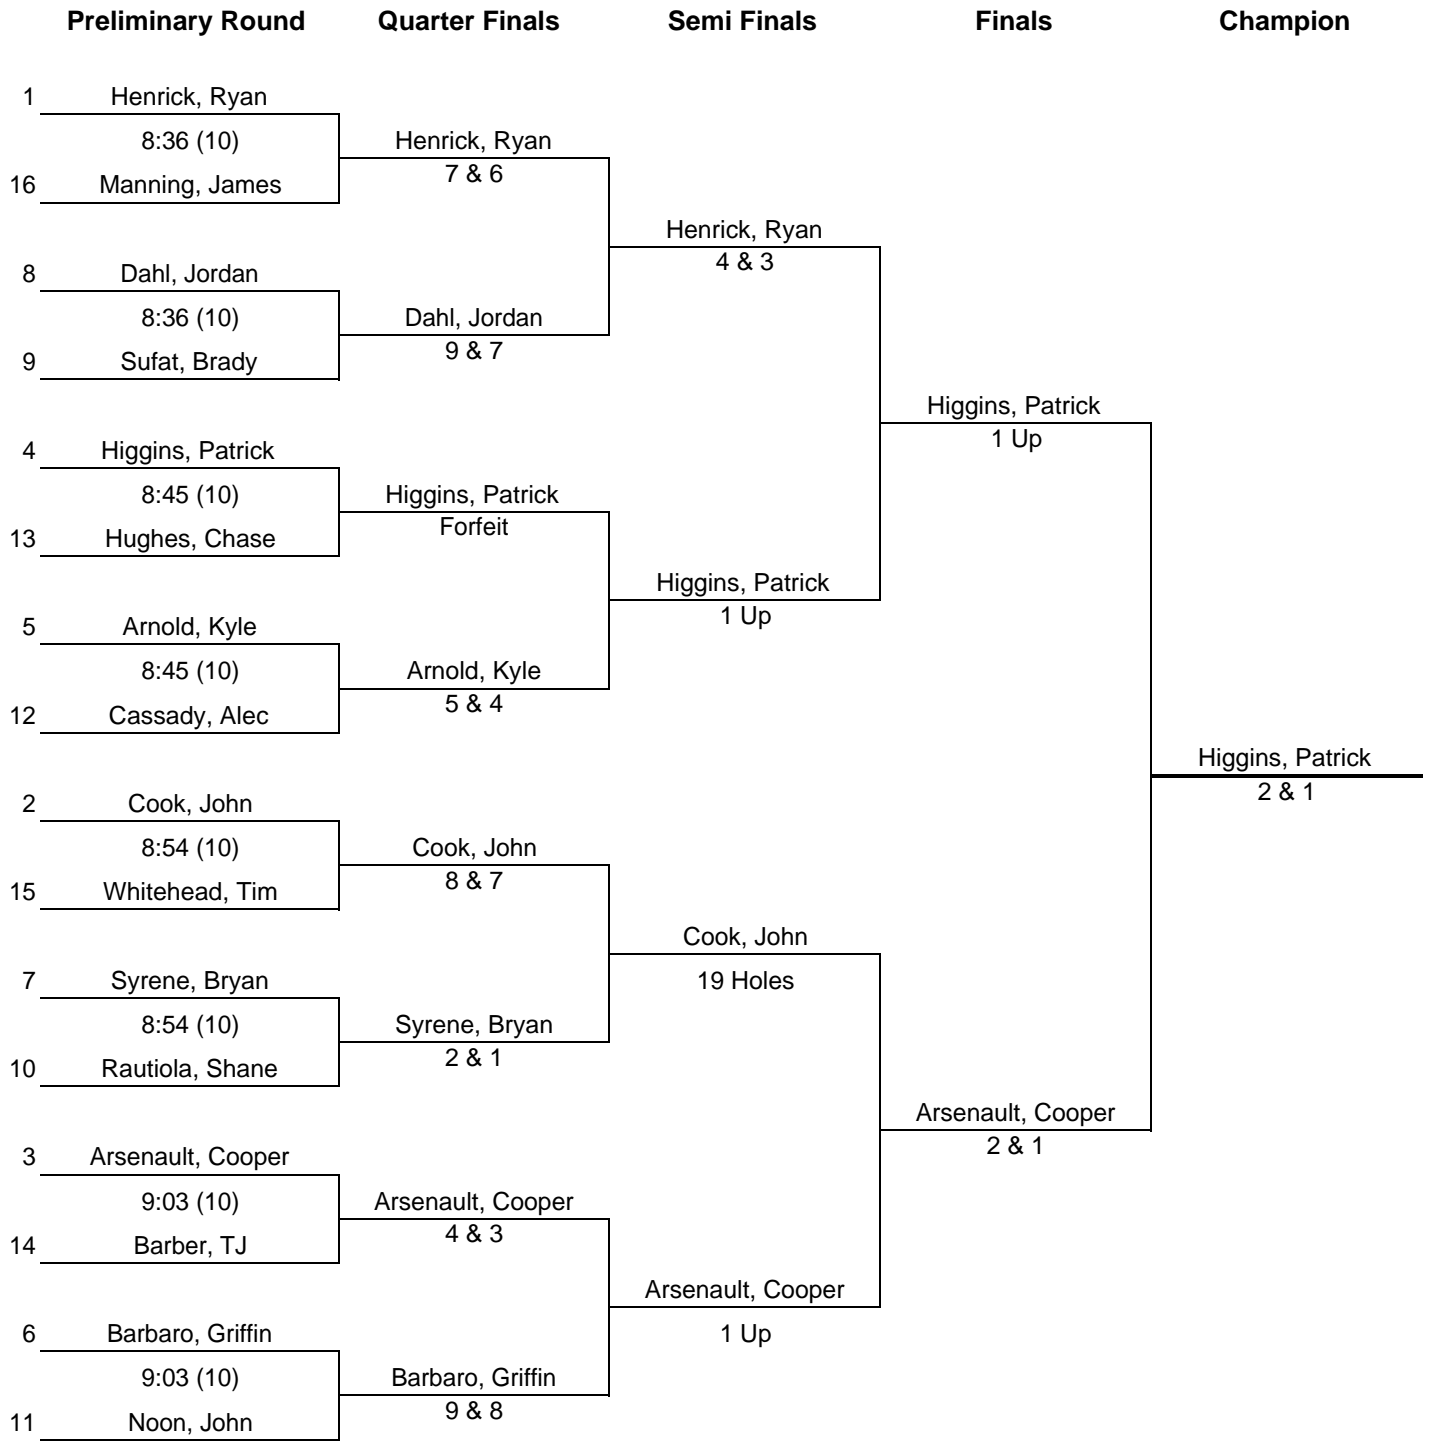 Preliminary Round Quarter Finals Semi Finals Finals Champion
1 Henrick, Ryan
8:36 (10) Henrick, Ryan
7 & 6
16 Manning, James
Henrick, Ryan
4 & 3
8 Dahl, Jordan
8:36 (10) Dahl, Jordan
9 & 7
9 Sufat, Brady
Higgins, Patrick
1 Up
4 Higgins, Patrick
8:45 (10) Higgins, Patrick
Forfeit
13 Hughes, Chase
Higgins, Patrick
1 Up
5 Arnold, Kyle
8:45 (10) Arnold, Kyle
5 & 4
12 Cassady, Alec
Higgins, Patrick
2 & 1
2 Cook, John
8:54 (10) Cook, John
8 & 7
15 Whitehead, Tim
Cook, John
19 Holes
7 Syrene, Bryan
8:54 (10) Syrene, Bryan
2 & 1
10 Rautiola, Shane
Arsenault, Cooper
2 & 1
3 Arsenault, Cooper
9:03 (10) Arsenault, Cooper
4 & 3
14 Barber, TJ
Arsenault, Cooper
1 Up
6 Barbaro, Griffin
9:03 (10) Barbaro, Griffin
9 & 8
11 Noon, John